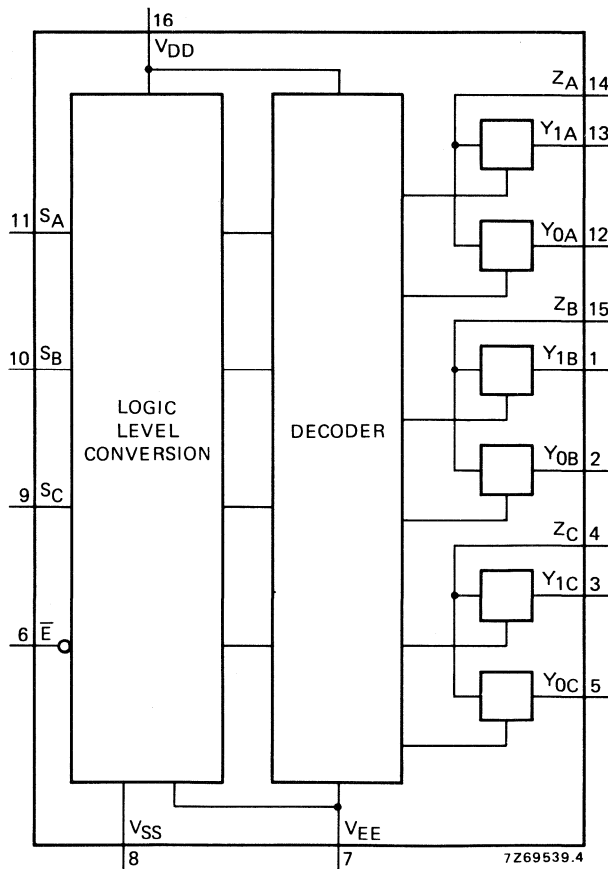 16
VDD
ZA 14
Y1A 13
11 SA
Y0A 12
ZB 15
10 SB
Y1B 1
LOGIC
LEVEL
CONVERSION
DECODER
Y0B 2
9 SC
ZC 4
Y1C 3
6 E̅
Y0C 5
VSS
VEE
8
7
7Z69539.4